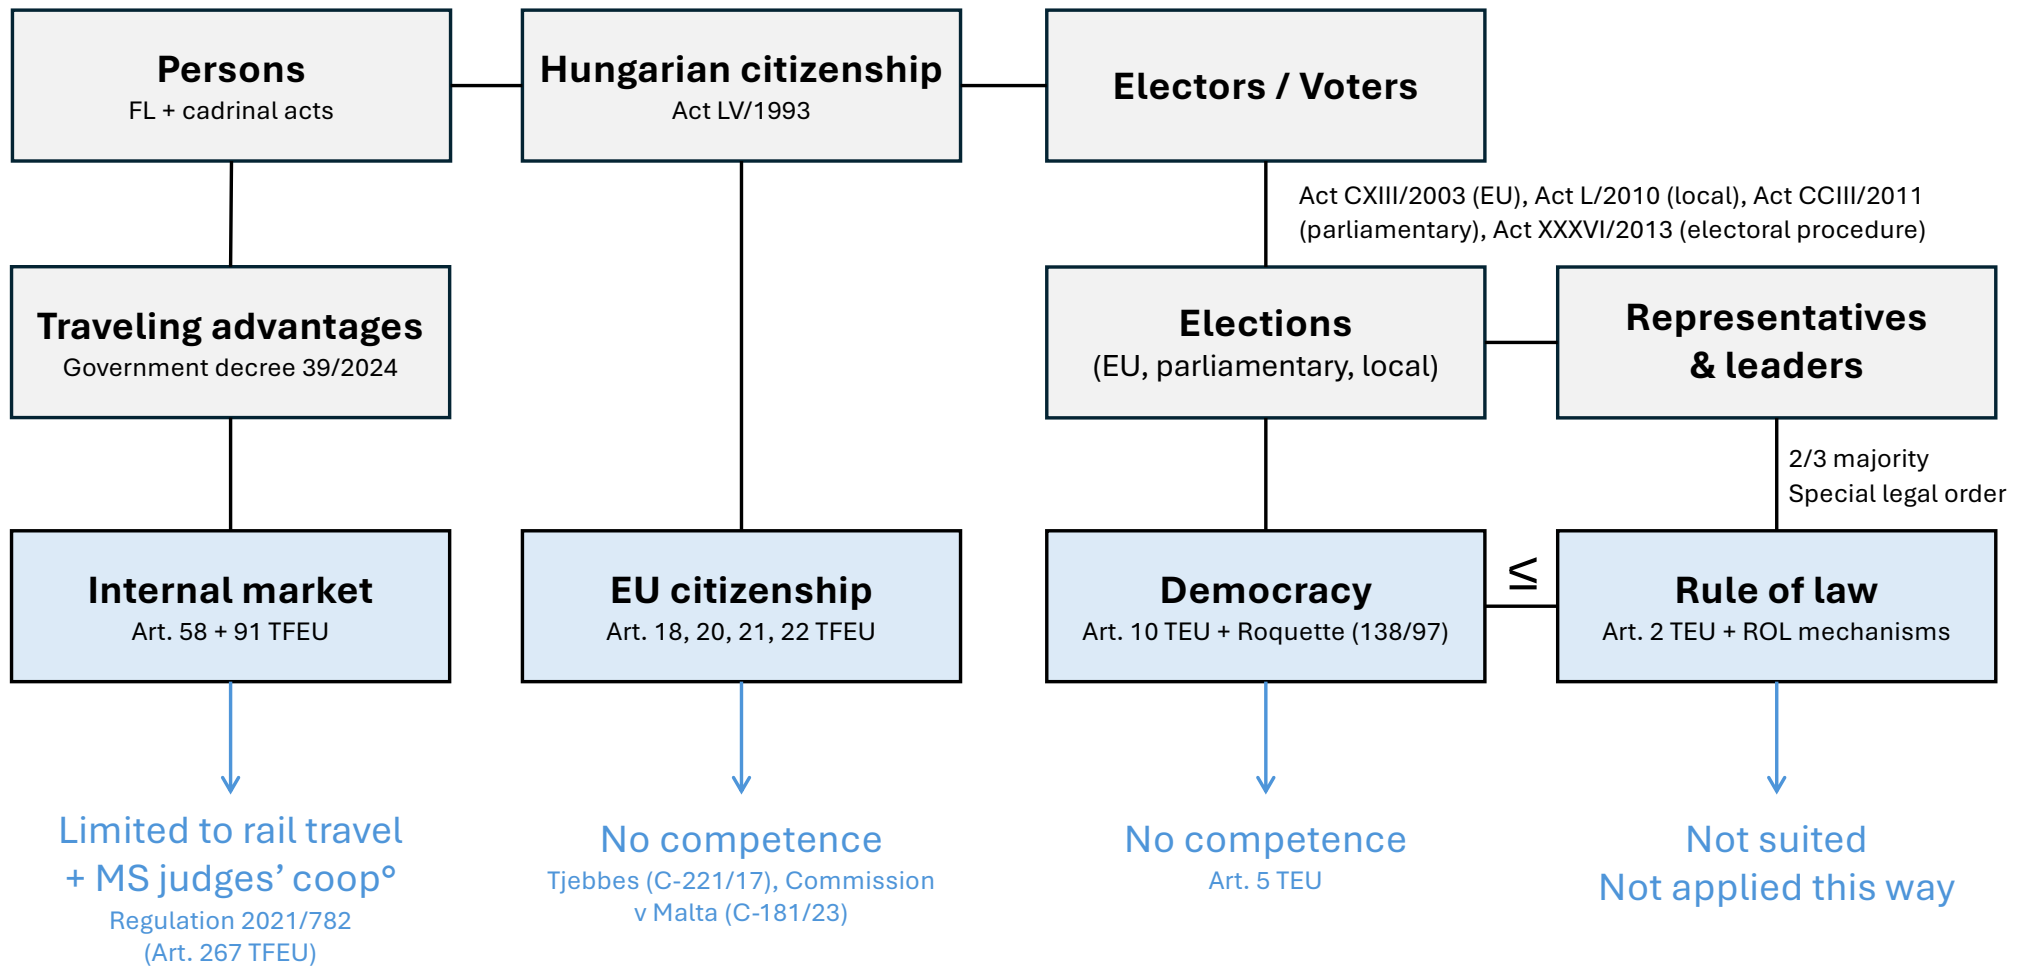 Persons
FL + cadrinal acts
Hungarian citizenship
Act LV/1993
Electors / Voters
Act CXIII/2003 (EU), Act L/2010 (local), Act CCIII/2011
(parliamentary), Act XXXVI/2013 (electoral procedure)
Traveling advantages
Government decree 39/2024
Elections
(EU, parliamentary, local)
Representatives
& leaders
2/3 majority
Special legal order
Internal market
Art. 58 + 91 TFEU
EU citizenship
Art. 18, 20, 21, 22 TFEU
Democracy
Art. 10 TEU + Roquette (138/97)
≤
Rule of law
Art. 2 TEU + ROL mechanisms
Limited to rail travel
+ MS judges’ coop°
Regulation 2021/782
(Art. 267 TFEU)
No competence
Tjebbes (C-221/17), Commission
v Malta (C-181/23)
No competence
Art. 5 TEU
Not suited
Not applied this way